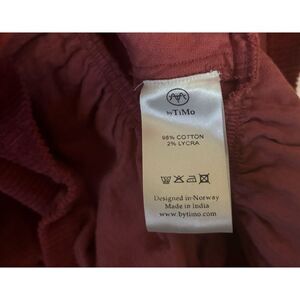 byTiMo
98% COTTON
2% LYCRA
Designed in Norway
Made in India
www.bytimo.com